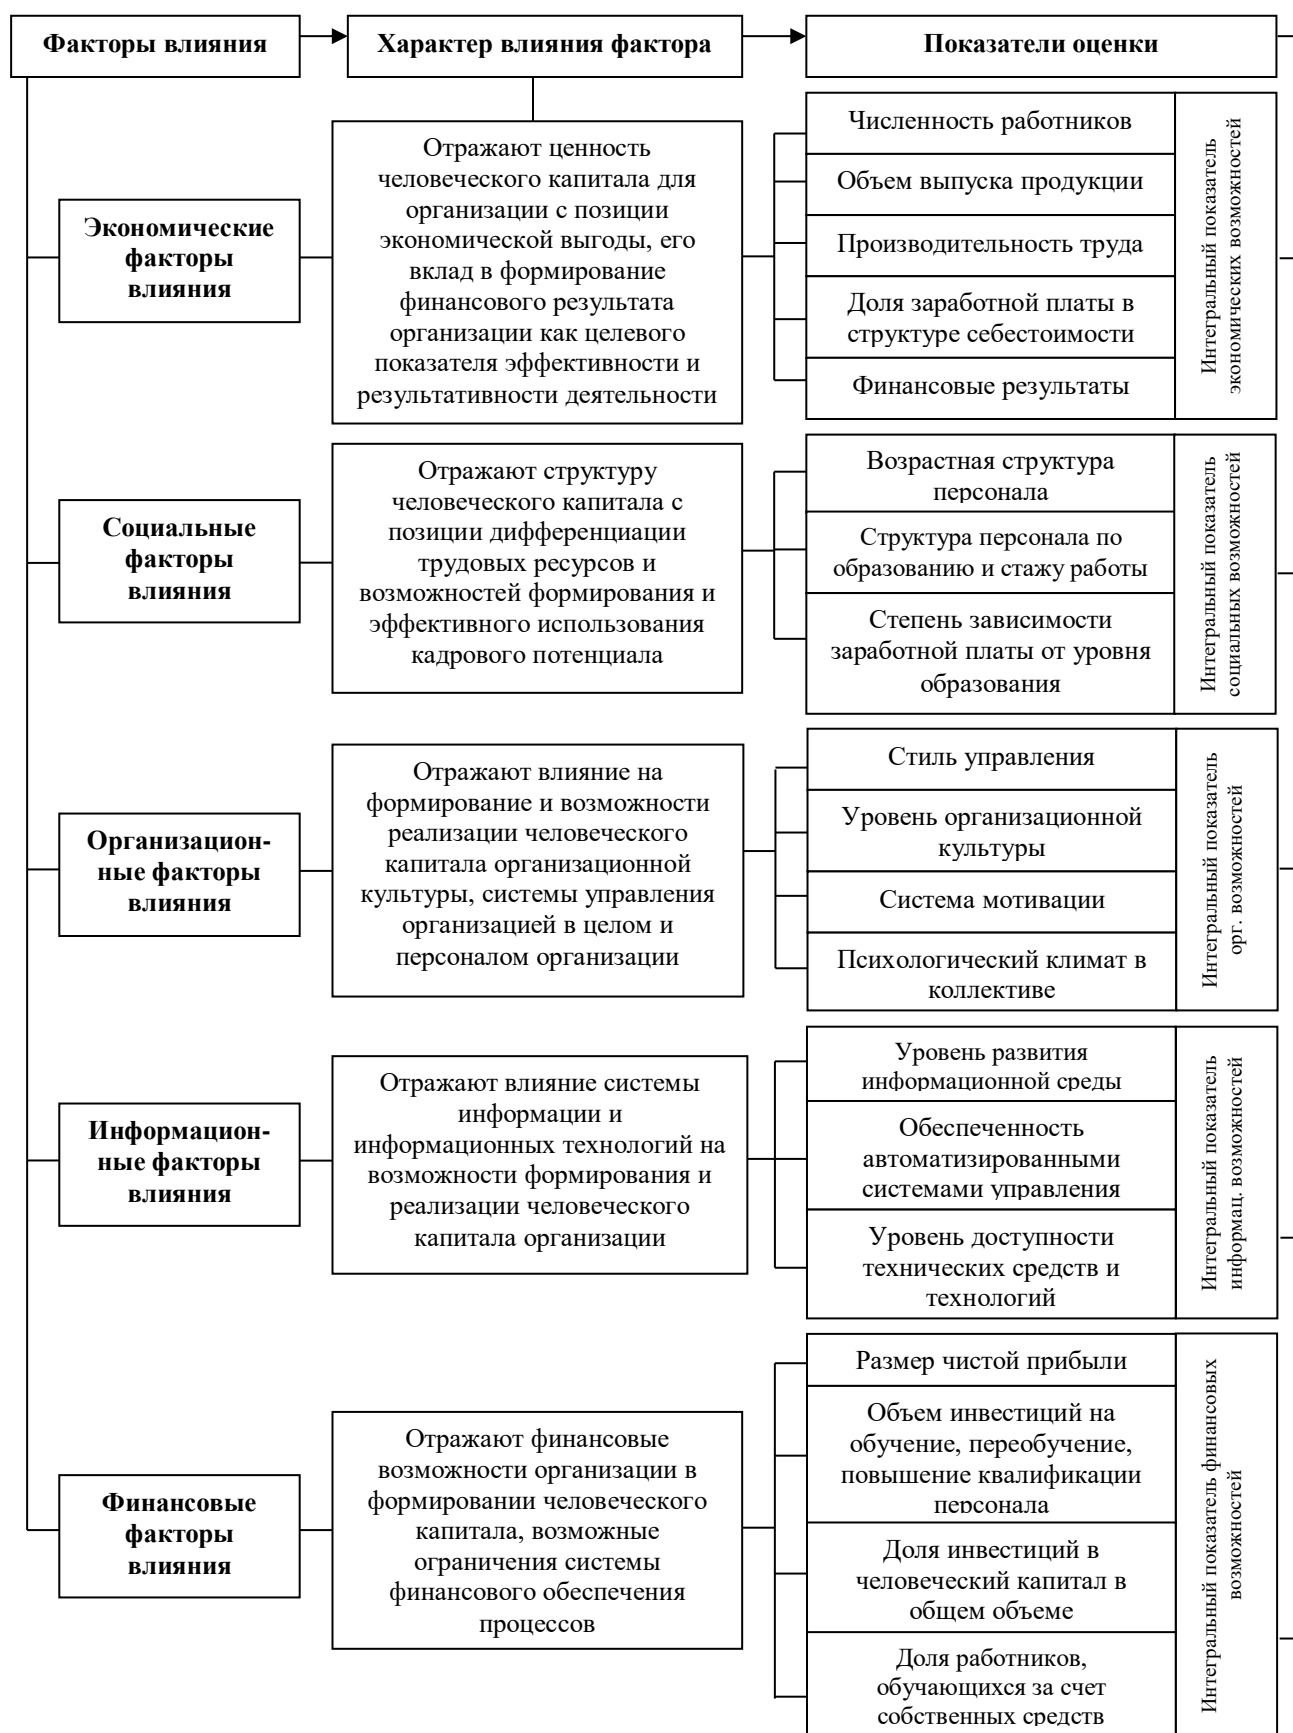 Факторы влияния
Характер влияния фактора
Показатели оценки
Экономические
факторы
влияния
Отражают ценность
человеческого капитала для
организации с позиции
экономической выгоды, его
вклад в формирование
финансового результата
организации как целевого
показателя эффективности и
результативности деятельности
Численность работников
Объем выпуска продукции
Производительность труда
Доля заработной платы в
структуре себестоимости
Финансовые результаты
Интегральный показатель
экономических возможностей
Социальные
факторы
влияния
Отражают структуру
человеческого капитала с
позиции дифференциации
трудовых ресурсов и
возможностей формирования и
эффективного использования
кадрового потенциала
Возрастная структура
персонала
Структура персонала по
образованию и стажу работы
Степень зависимости
заработной платы от уровня
образования
Интегральный показатель
социальных возможностей
Организацион-
ные факторы
влияния
Отражают влияние на
формирование и возможности
реализации человеческого
капитала организационной
культуры, системы управления
организацией в целом и
персоналом организации
Стиль управления
Уровень организационной
культуры
Система мотивации
Психологический климат в
коллективе
Интегральный показатель
орг. возможностей
Информацион-
ные факторы
влияния
Отражают влияние системы
информации и
информационных технологий на
возможности формирования и
реализации человеческого
капитала организации
Уровень развития
информационной среды
Обеспеченность
автоматизированными
системами управления
Уровень доступности
технических средств и
технологий
Интегральный показатель
информац. возможностей
Финансовые
факторы
влияния
Отражают финансовые
возможности организации в
формировании человеческого
капитала, возможные
ограничения системы
финансового обеспечения
процессов
Размер чистой прибыли
Объем инвестиций на
обучение, переобучение,
повышение квалификации
персонала
Доля инвестиций в
человеческий капитал в
общем объеме
Доля работников,
обучающихся за счет
собственных средств
Интегральный показатель финансовых
возможностей